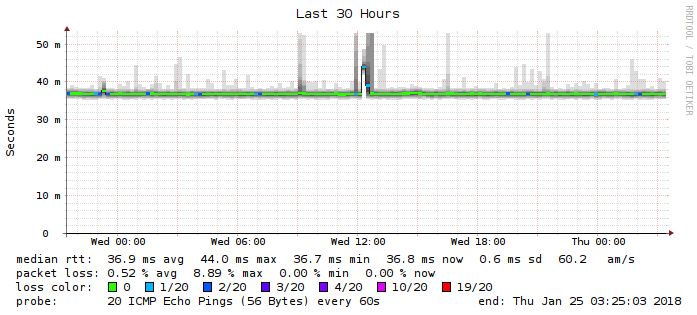 Last 30 Hours
RRDTOOL / TOBI OETIKER
Seconds
50 m
40 m
30 m
20 m
10 m
0
Wed 00:00 Wed 06:00 Wed 12:00 Wed 18:00 Thu 00:00
median rtt: 36.9 ms avg 44.0 ms max 36.7 ms min 36.8 ms now 0.6 ms sd 60.2 am/s
packet loss: 0.52 % avg 8.89 % max 0.00 % min 0.00 % now
loss color: 0 1/20 2/20 3/20 4/20 10/20 19/20
probe: 20 ICMP Echo Pings (56 Bytes) every 60s end: Thu Jan 25 03:25:03 2018